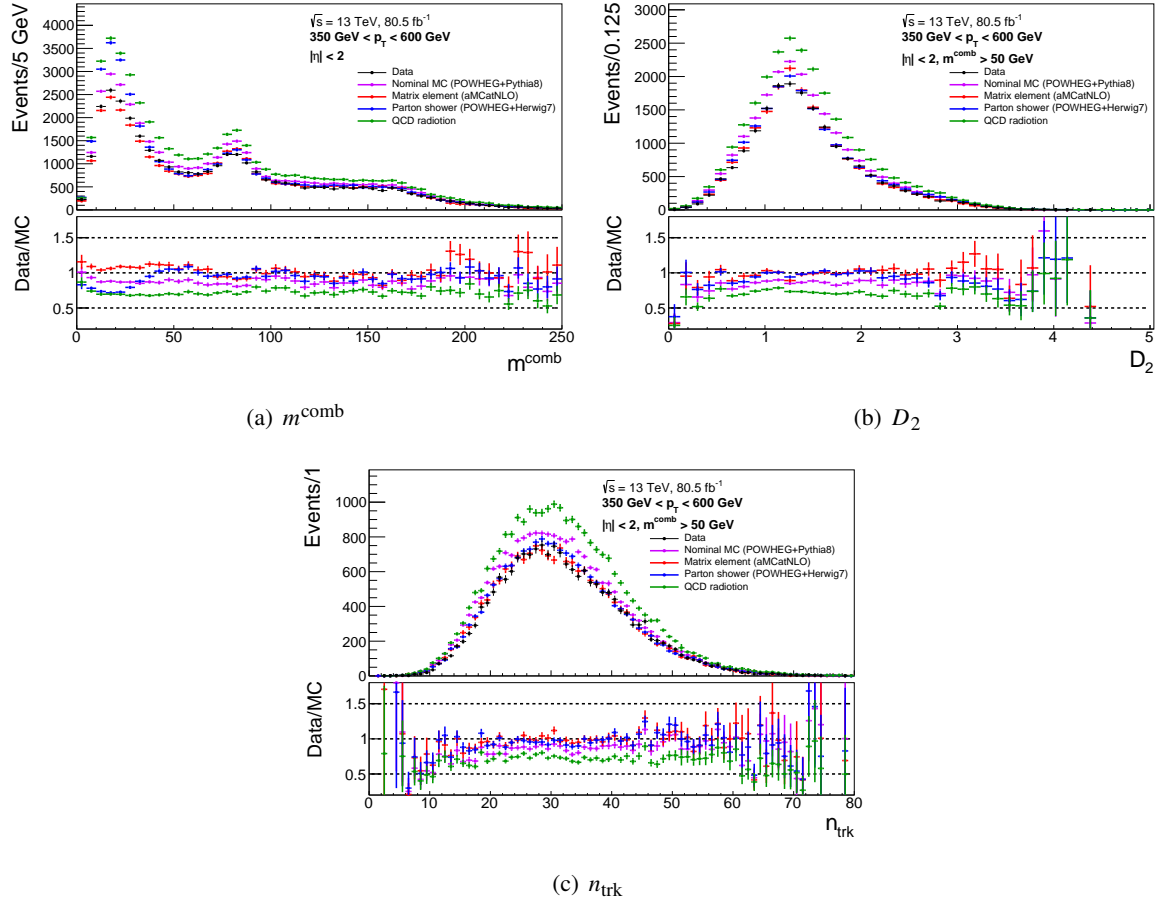 Events/5 GeV
4000
3500
3000
2500
2000
1500
1000
500
0
√s = 13 TeV, 80.5 fb⁻¹
350 GeV < p_T < 600 GeV
|η| < 2
Data
Nominal MC (POWHEG+Pythia8)
Matrix element (aMCatNLO)
Parton shower (POWHEG+Herwig7)
QCD radiotion
Data/MC
1.5
1
0.5
0 50 100 150 200 250
m^comb
(a) m^comb
Events/0.125
3000
2500
2000
1500
1000
500
0
√s = 13 TeV, 80.5 fb⁻¹
350 GeV < p_T < 600 GeV
|η| < 2, m^comb > 50 GeV
Data
Nominal MC (POWHEG+Pythia8)
Matrix element (aMCatNLO)
Parton shower (POWHEG+Herwig7)
QCD radiotion
Data/MC
1.5
1
0.5
0 1 2 3 4 5
D₂
(b) D₂
Events/1
1000
800
600
400
200
0
√s = 13 TeV, 80.5 fb⁻¹
350 GeV < p_T < 600 GeV
|η| < 2, m^comb > 50 GeV
Data
Nominal MC (POWHEG+Pythia8)
Matrix element (aMCatNLO)
Parton shower (POWHEG+Herwig7)
QCD radiotion
Data/MC
1.5
1
0.5
0 10 20 30 40 50 60 70 80
n_trk
(c) n_trk